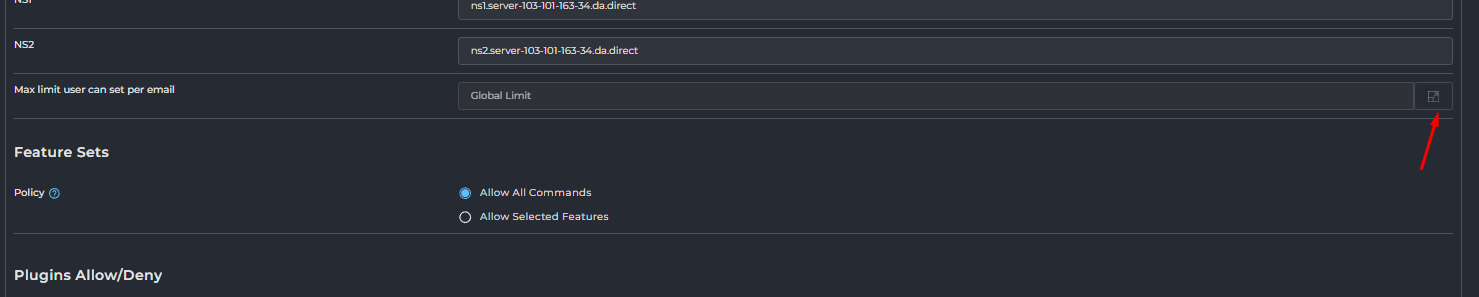 NS1
ns1.server-103-101-163-34.da.direct
NS2
ns2.server-103-101-163-34.da.direct
Max limit user can set per email
Global Limit
Feature Sets
Policy
Allow All Commands
Allow Selected Features
Plugins Allow/Deny